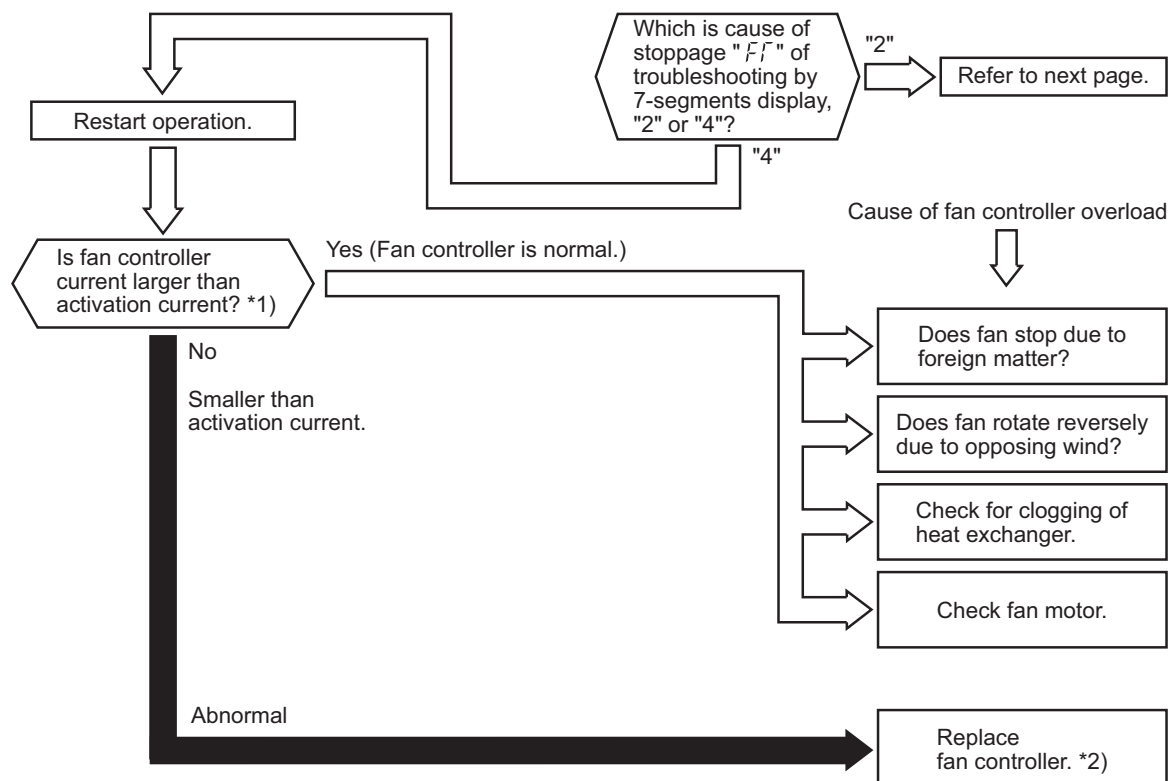 Which is cause of
stoppage "FF" of
troubleshooting by
7-segments display,
"2" or "4"?
"2"
Refer to next page.
"4"
Restart operation.
Is fan controller
current larger than
activation current? *1)
Yes (Fan controller is normal.)
No
Smaller than
activation current.
Cause of fan controller overload
Does fan stop due to
foreign matter?
Does fan rotate reversely
due to opposing wind?
Check for clogging of
heat exchanger.
Check fan motor.
Abnormal
Replace
fan controller. *2)